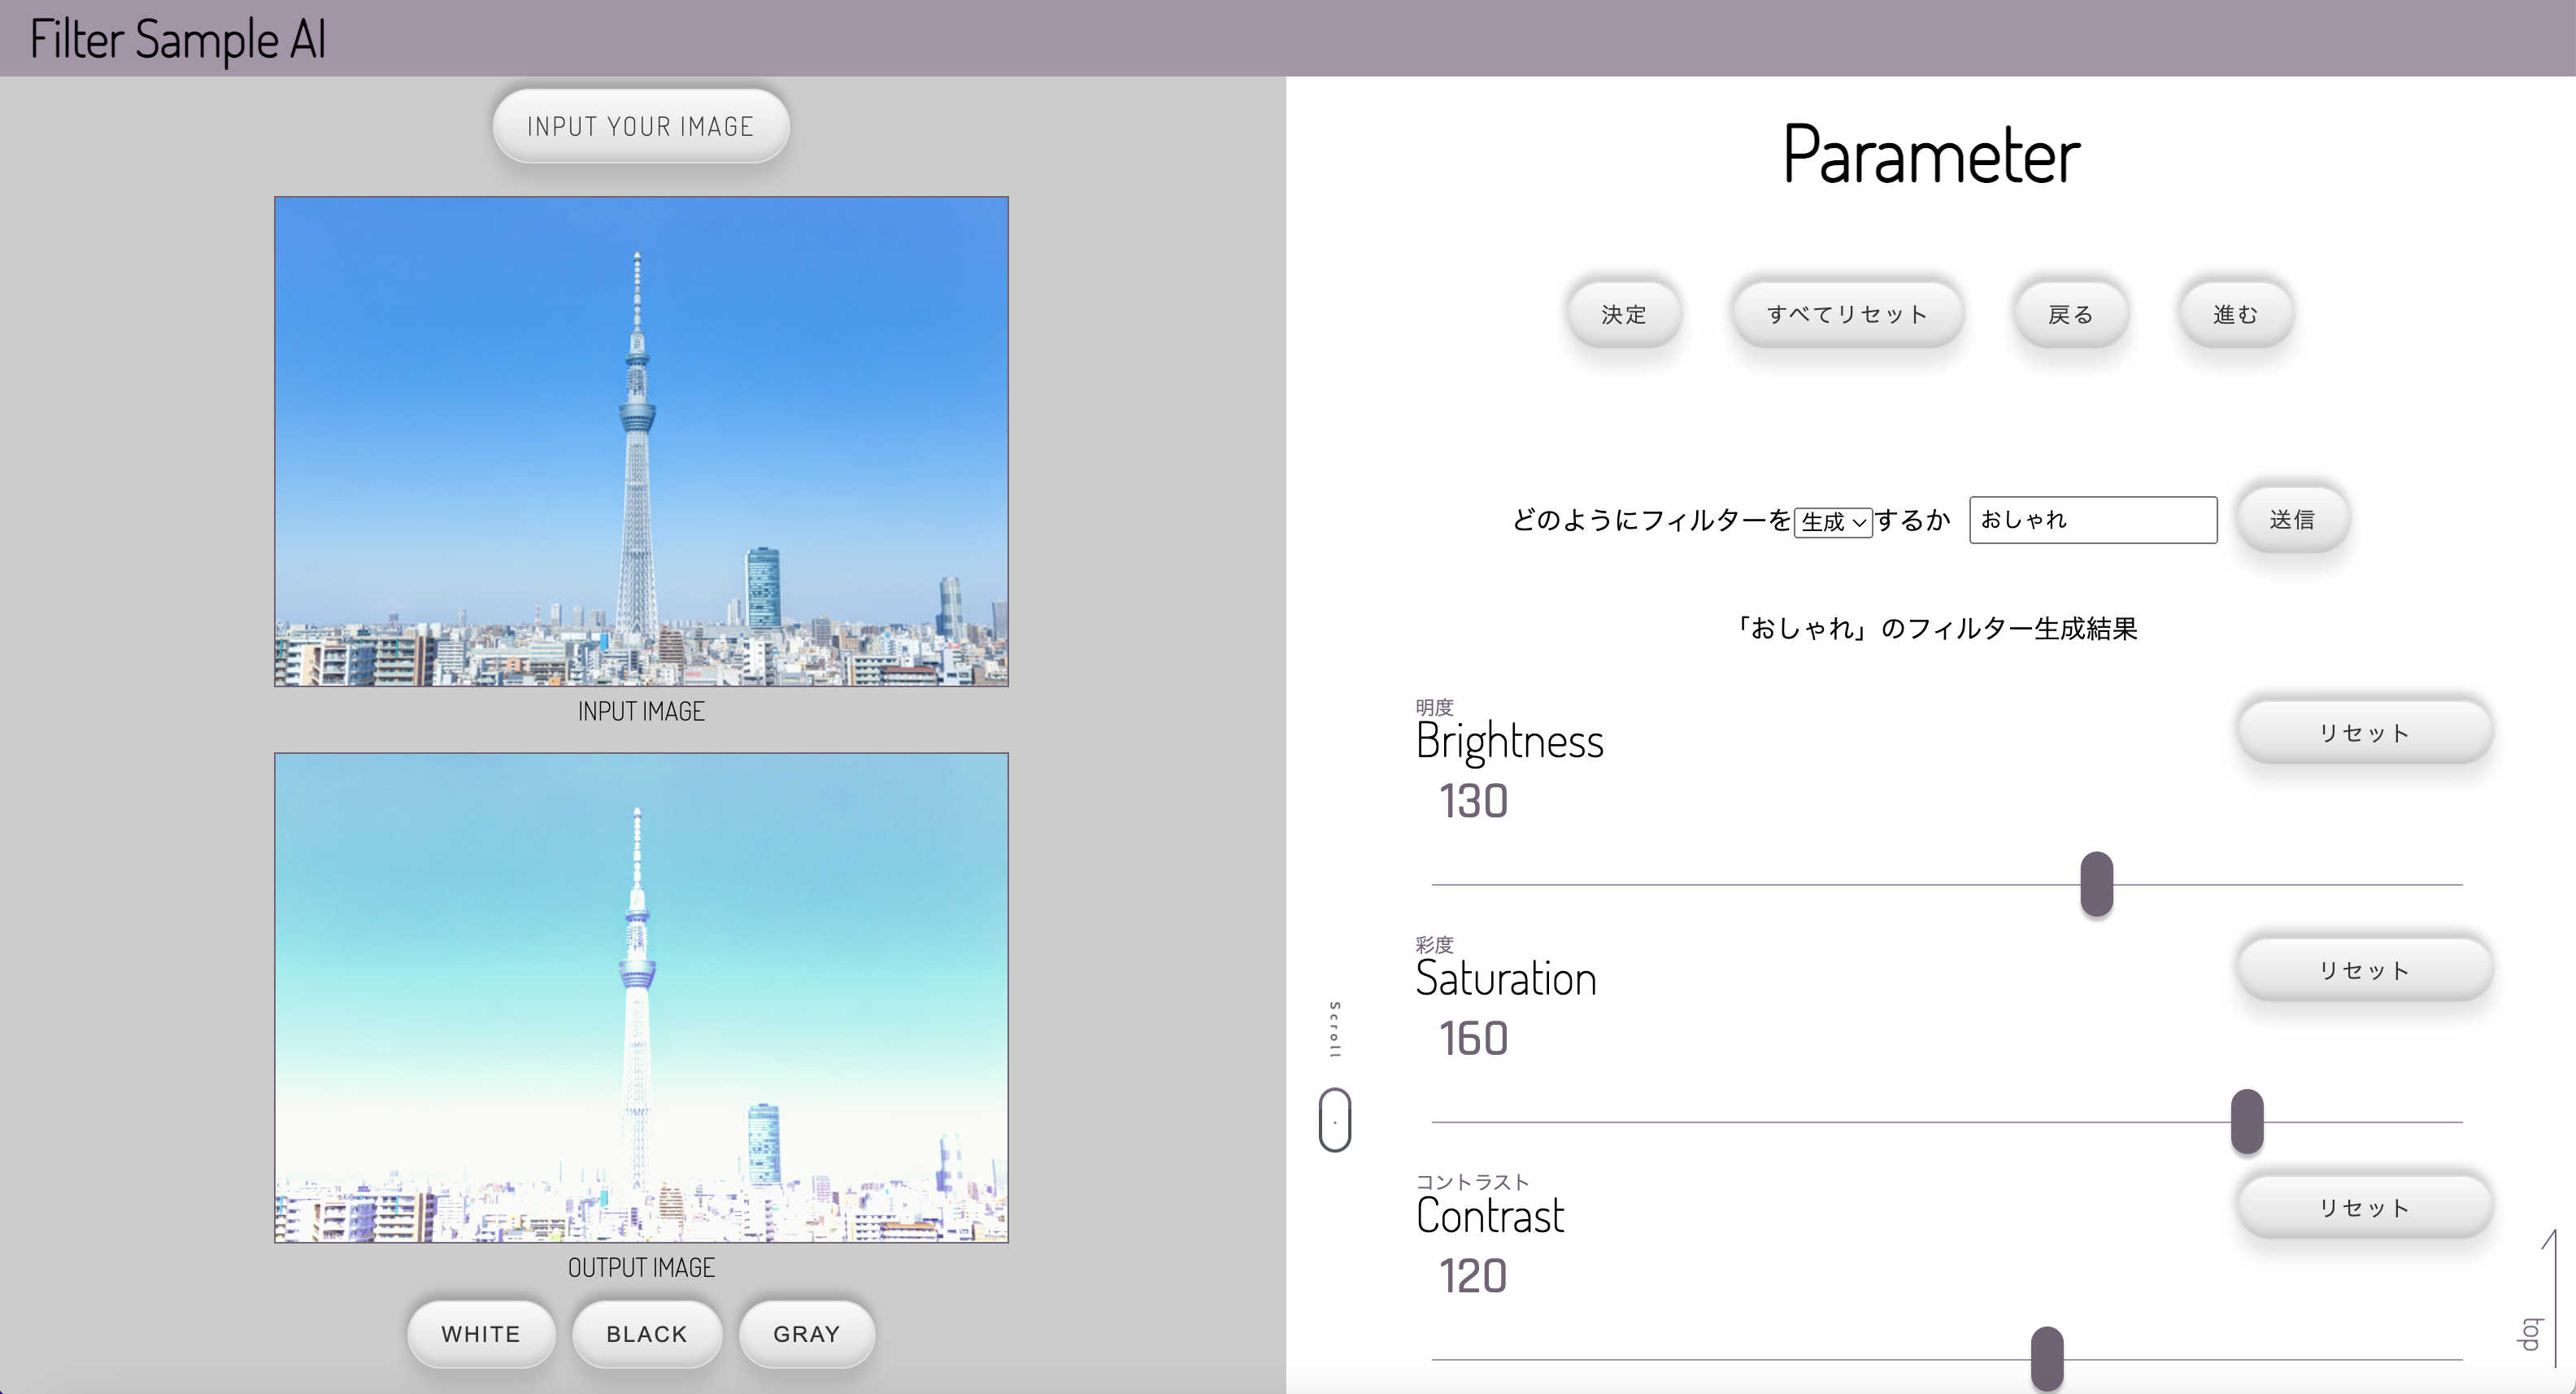 Filter Sample AI
INPUT YOUR IMAGE
INPUT IMAGE
OUTPUT IMAGE
WHITE
BLACK
GRAY
Parameter
決定
すべてリセット
戻る
進む
どのようにフィルターを生成するか おしゃれ 送信
「おしゃれ」のフィルター生成結果
明度
Brightness
リセット
130
彩度
Saturation
リセット
160
コントラスト
Contrast
リセット
120
Scroll
top